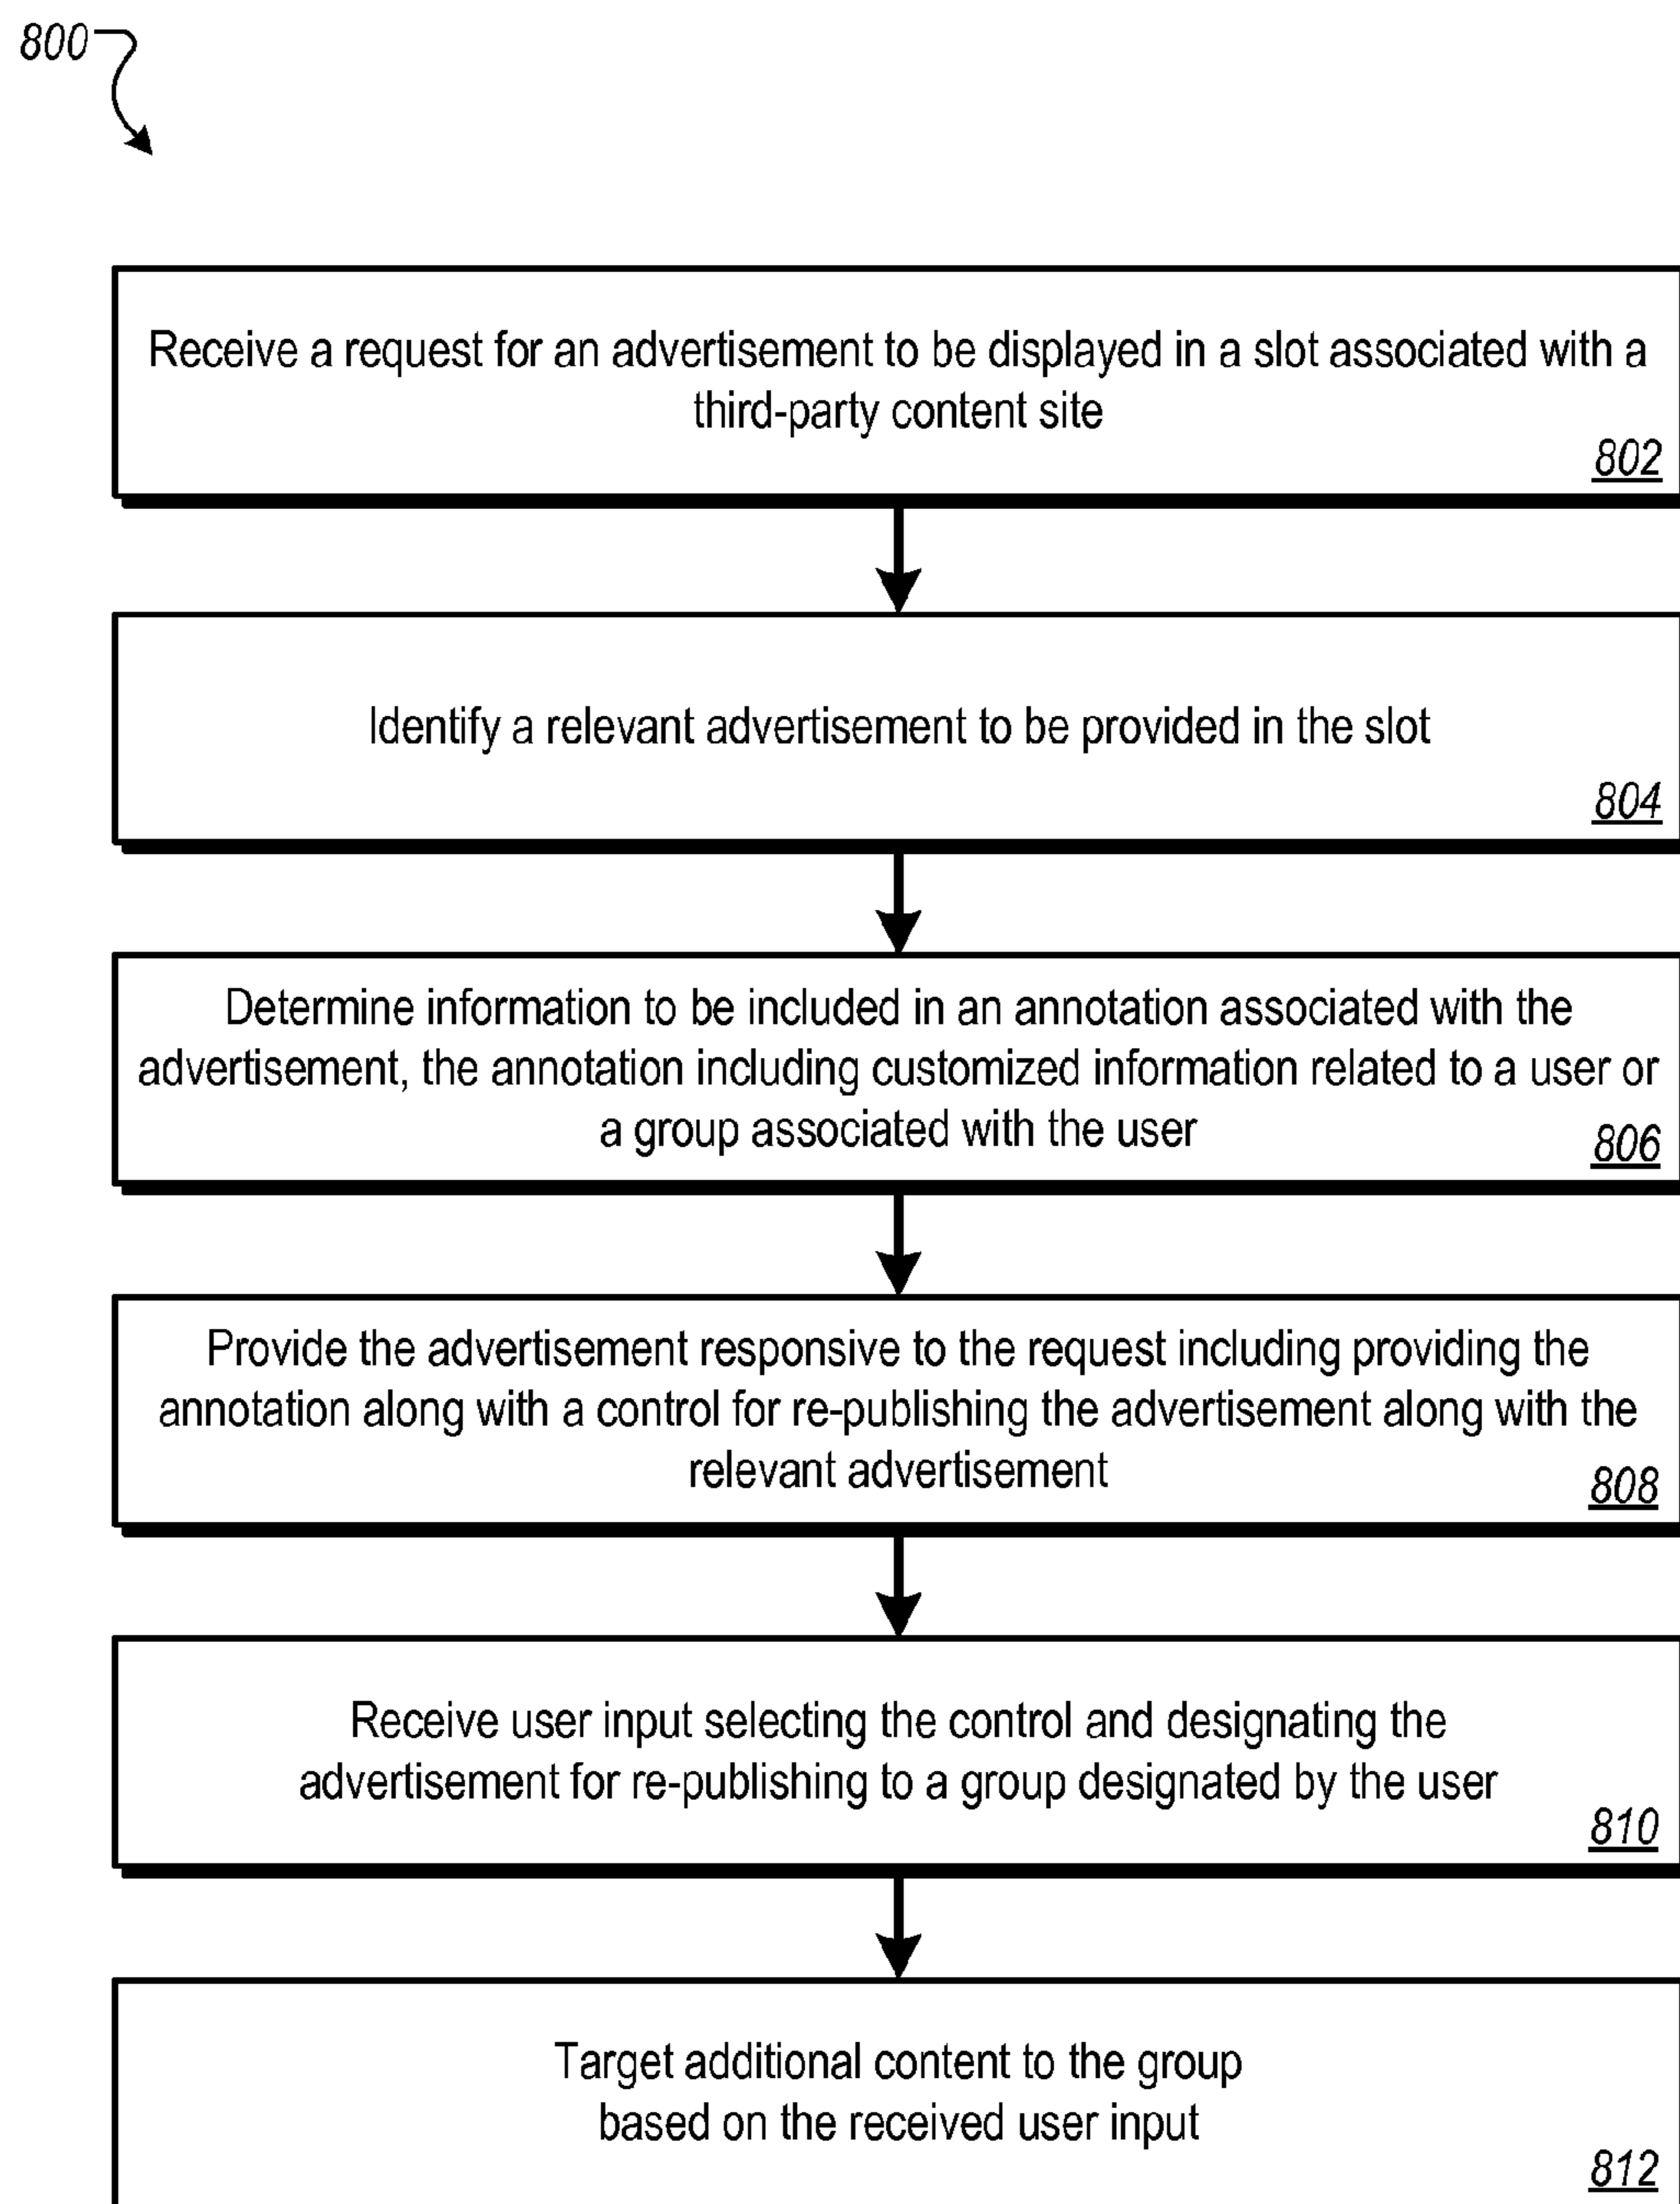 800
Receive a request for an advertisement to be displayed in a slot associated with a
third-party content site
802
Identify a relevant advertisement to be provided in the slot
804
Determine information to be included in an annotation associated with the
advertisement, the annotation including customized information related to a user or
a group associated with the user
806
Provide the advertisement responsive to the request including providing the
annotation along with a control for re-publishing the advertisement along with the
relevant advertisement
808
Receive user input selecting the control and designating the
advertisement for re-publishing to a group designated by the user
810
Target additional content to the group
based on the received user input
812